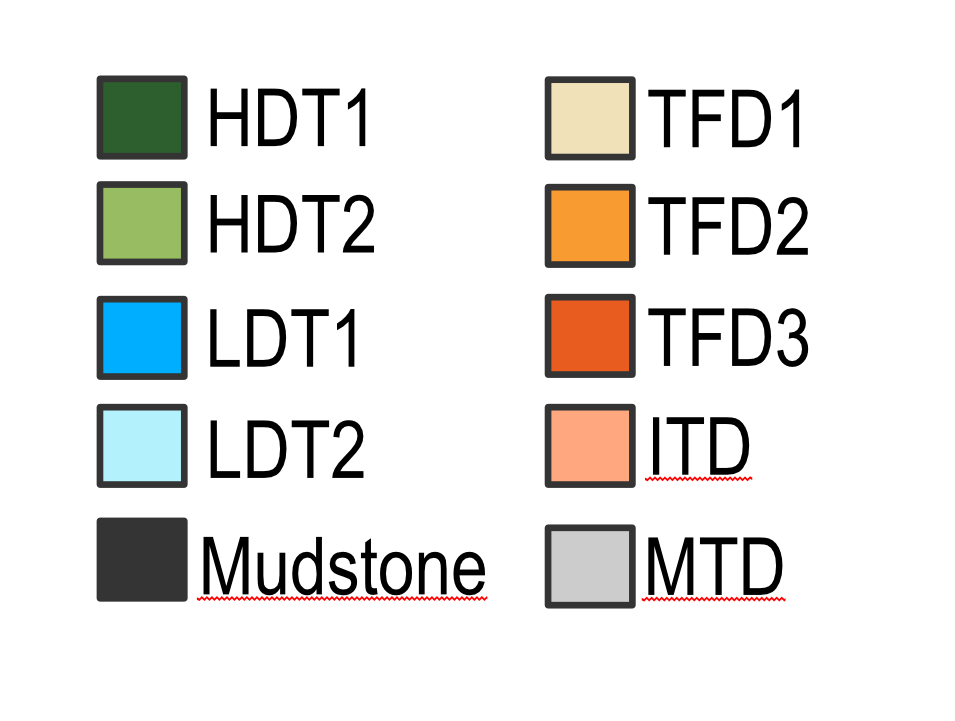 HDT1
HDT2
LDT1
LDT2
Mudstone
TFD1
TFD2
TFD3
ITD
MTD